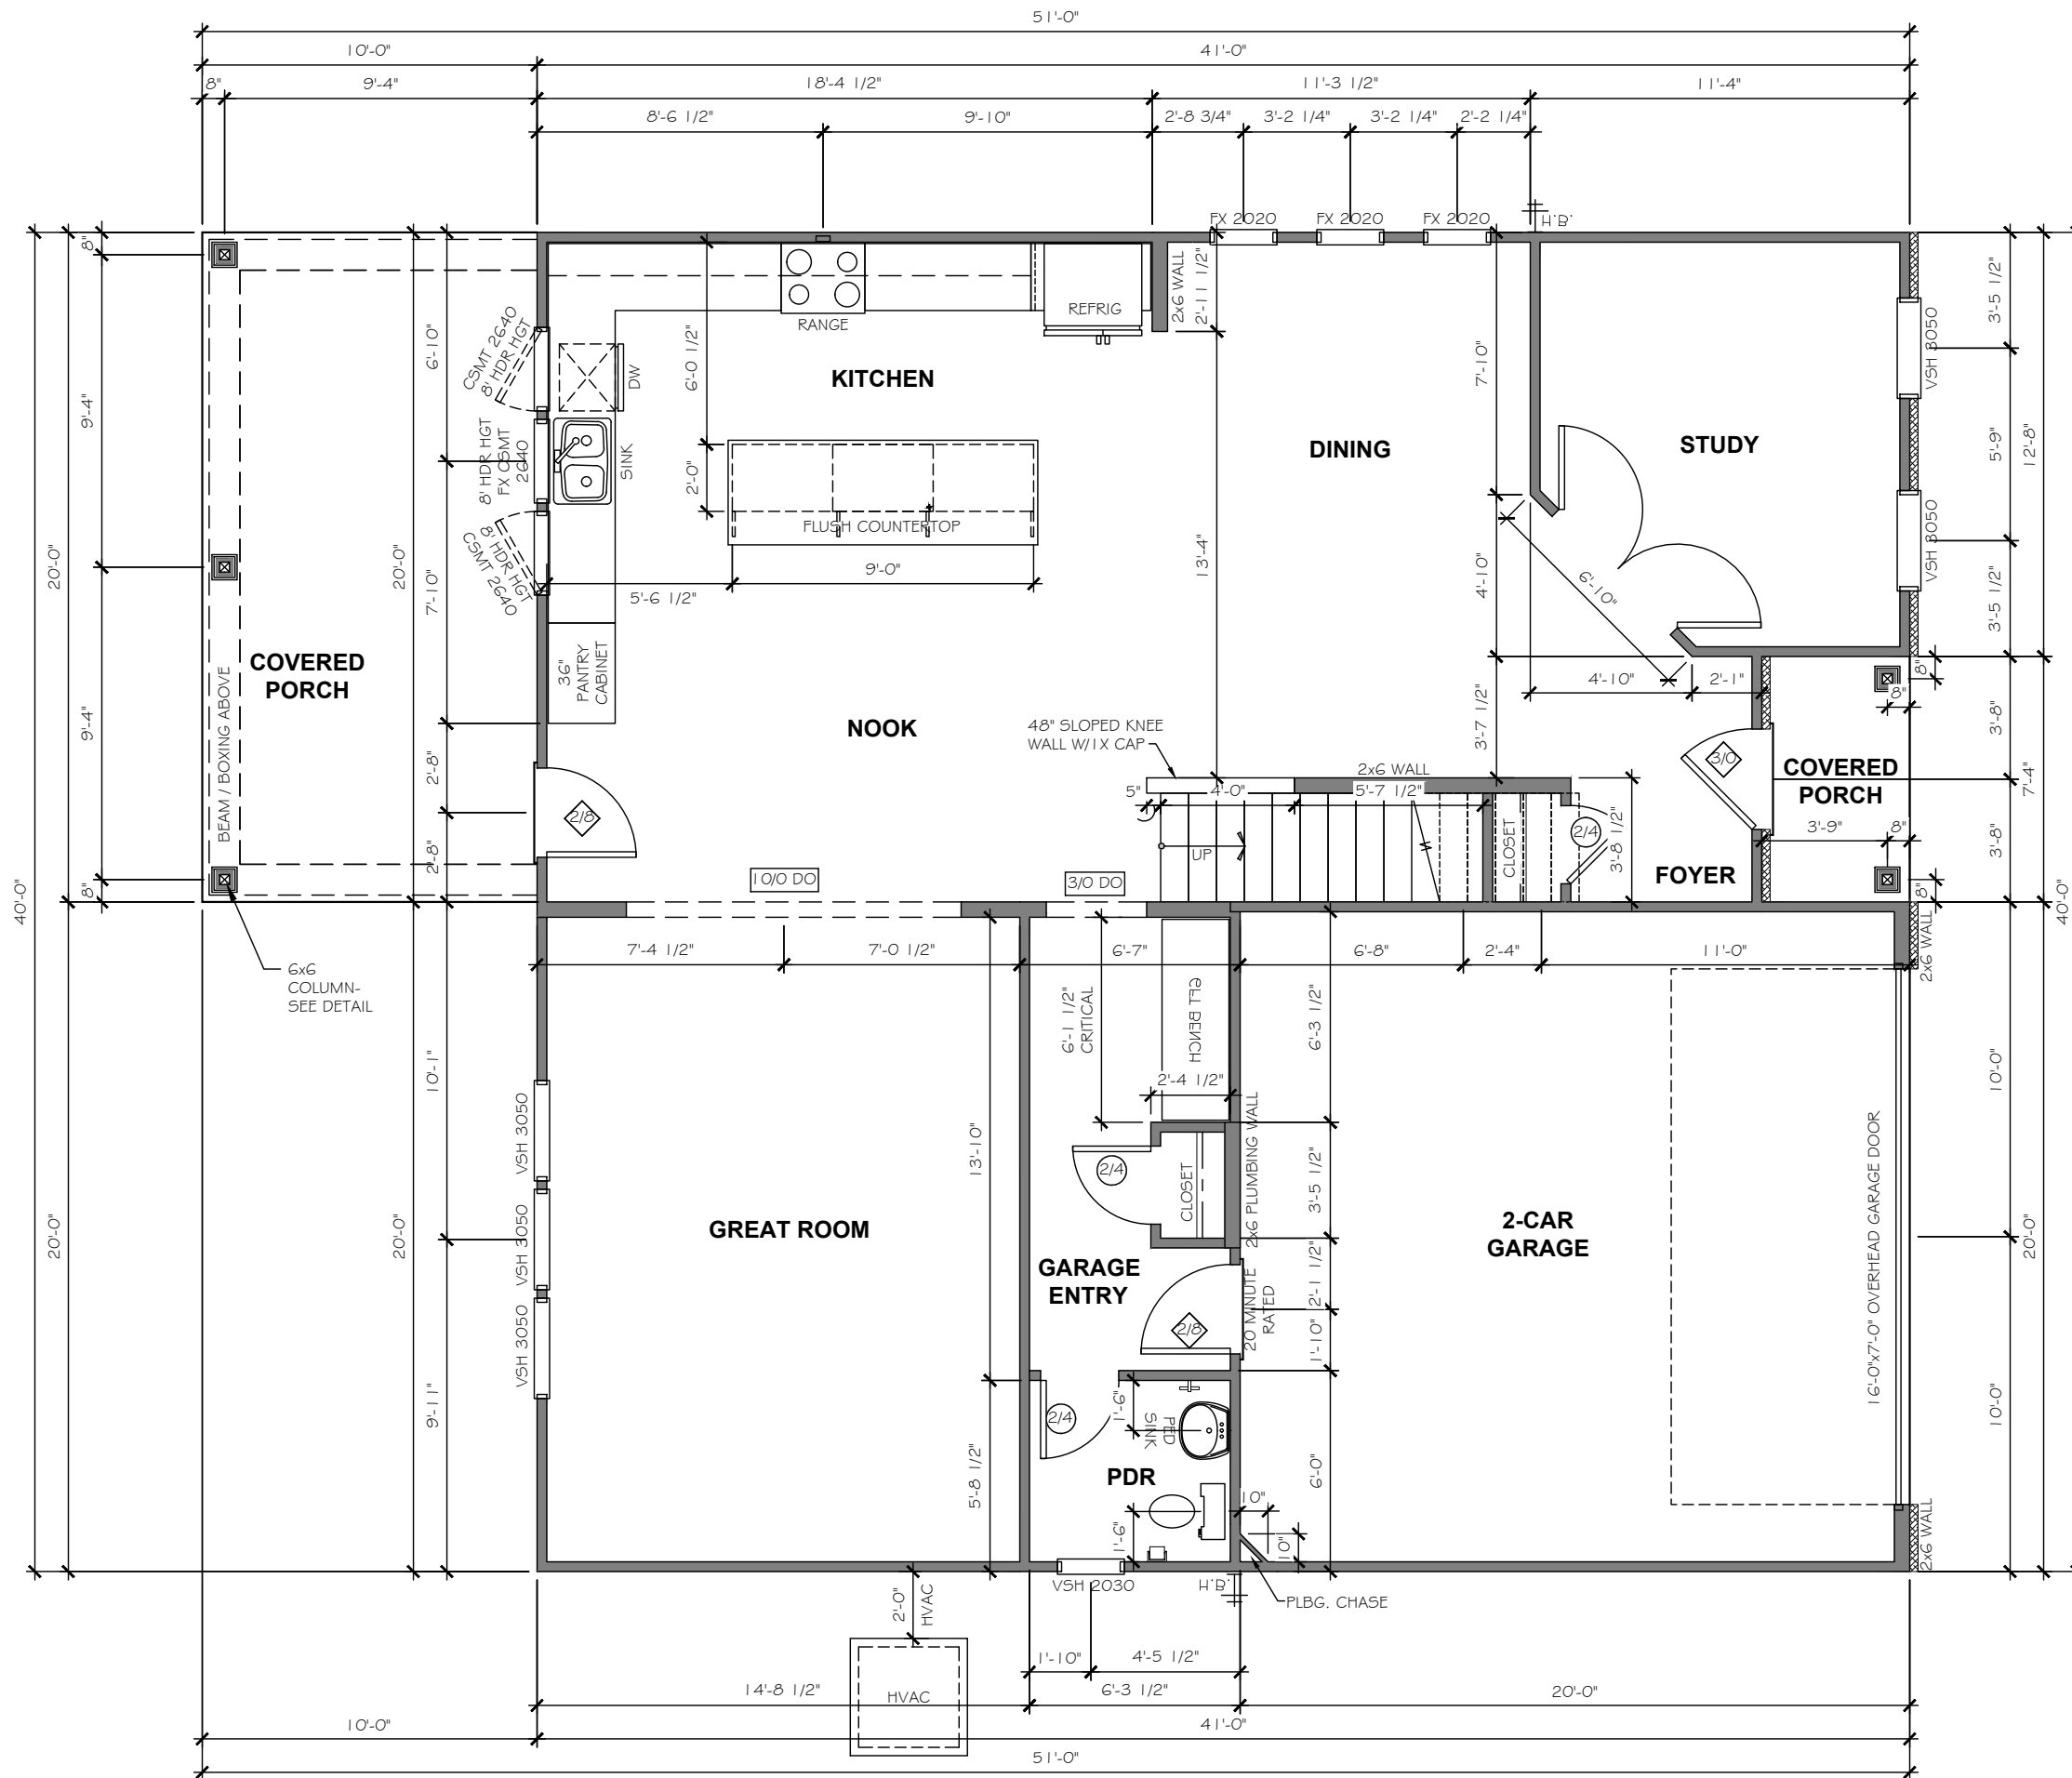 51'-0"
10'-0"
41'-0"
8"
9'-4"
18'-4 1/2"
11'-3 1/2"
11'-4"
8'-6 1/2"
9'-10"
2'-8 3/4"
3'-2 1/4"
3'-2 1/4"
2'-2 1/4"
FX 2020
FX 2020
FX 2020
H.B.
8"
2x6 WALL
2'-11 1/2"
REFRIG
RANGE
3'-5 1/2"
VSH 3050
CSMT 2640
8' HDR HGT
6'-10"
DW
6'-0 1/2"
KITCHEN
7'-10"
9'-4"
DINING
STUDY
5'-9"
12'-8"
8' HDR HGT
FX CSMT
2640
SINK
2'-0"
FLUSH COUNTERTOP
8' HDR HGT
CSMT 2640
VSH 3050
20'-0"
20'-0"
13'-4"
9'-0"
5'-6 1/2"
7'-10"
4'-10"
6'-10"
3'-5 1/2"
COVERED
PORCH
36"
PANTRY
CABINET
4'-10"
2'-1"
8"
8"
BEAM / BOXING ABOVE
9'-4"
NOOK
48" SLOPED KNEE
WALL W/1X CAP
3'-7 1/2"
3'-8"
3/0
COVERED
PORCH
7'-4"
2'-8"
2x6 WALL
5"
4'-0"
5'-7 1/2"
2/8
UP
CLOSET
2/4
3'-8 1/2"
3'-9"
8"
3'-8"
2'-8"
8"
10/0 DO
3/0 DO
FOYER
8"
40'-0"
40'-0"
7'-4 1/2"
7'-0 1/2"
6'-7"
6'-8"
2'-4"
11'-0"
2x6 WALL
6x6
COLUMN-
SEE DETAIL
6'-1 1/2"
CRITICAL
6FT BENCH
6'-3 1/2"
10'-1"
10'-0"
2'-4 1/2"
VSH 3050
13'-10"
2/4
CLOSET
2x6 PLUMBING WALL
3'-5 1/2"
16'-0"x7'-0" OVERHEAD GARAGE DOOR
20'-0"
20'-0"
VSH 3050
GREAT ROOM
2-CAR
GARAGE
20'-0"
GARAGE
ENTRY
2'-1 1/2"
20 MINUTE
RATED
2/8
1'-10"
VSH 3050
9'-11"
2/4
1'-6"
PED
SINK
10'-0"
5'-8 1/2"
PDR
6'-0"
10"
1'-6"
10"
2x6 WALL
VSH 2030
H.B.
PLBG. CHASE
2'-0"
HVAC
1'-10"
4'-5 1/2"
HVAC
14'-8 1/2"
6'-3 1/2"
20'-0"
10'-0"
41'-0"
51'-0"